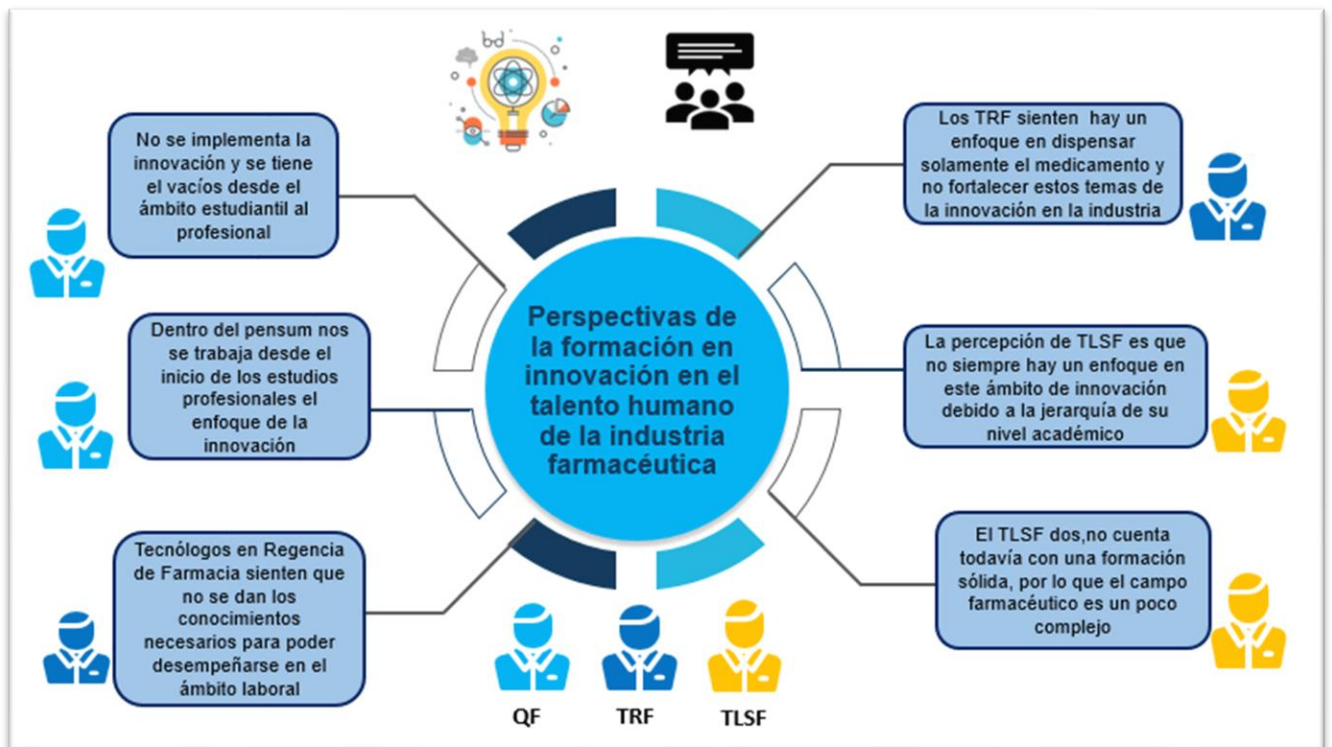 No se implementa la
innovación y se tiene
el vacíos desde el
ámbito estudiantil al
profesional
Dentro del pensum nos
se trabaja desde el
inicio de los estudios
profesionales el
enfoque de la
innovación
Tecnólogos en Regencia
de Farmacia sienten que
no se dan los
conocimientos
necesarios para poder
desempeñarse en el
ámbito laboral
Perspectivas de
la formación en
innovación en el
talento humano
de la industria
farmacéutica
Los TRF sienten hay un
enfoque en dispensar
solamente el medicamento y
no fortalecer estos temas de
la innovación en la industria
La percepción de TLSF es que
no siempre hay un enfoque en
este ámbito de innovación
debido a la jerarquía de su
nivel académico
El TLSF dos,no cuenta
todavía con una formación
sólida, por lo que el campo
farmacéutico es un poco
complejo
QF
TRF
TLSF